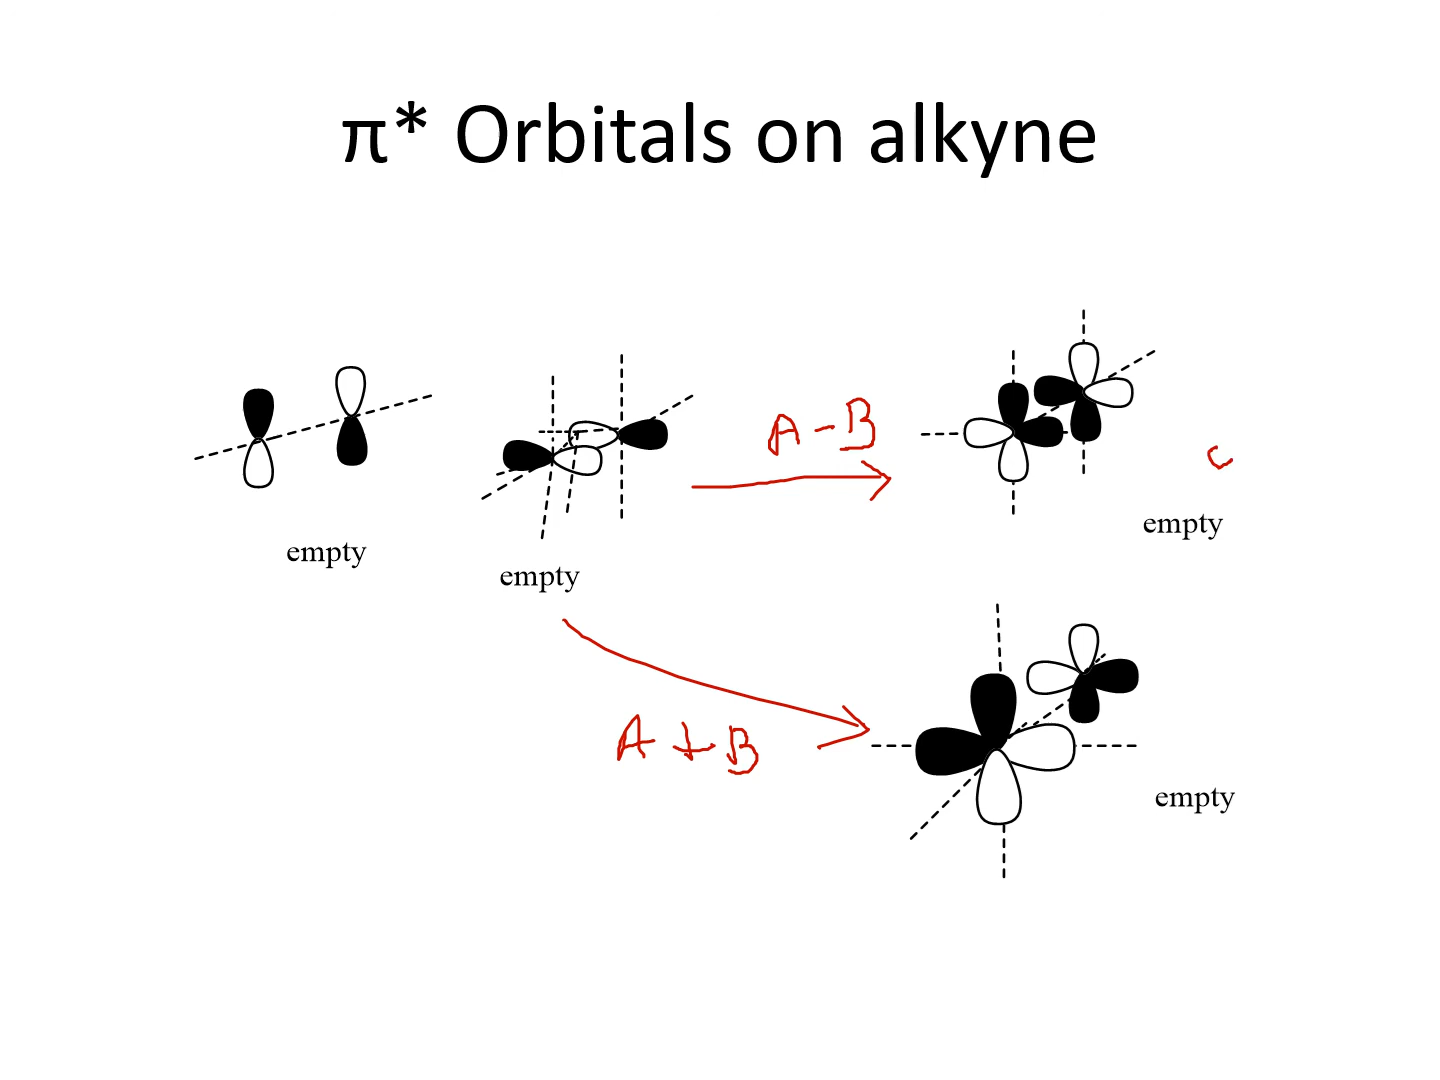 π* Orbitals on alkyne
A - B
C
empty
empty
empty
A + B
empty